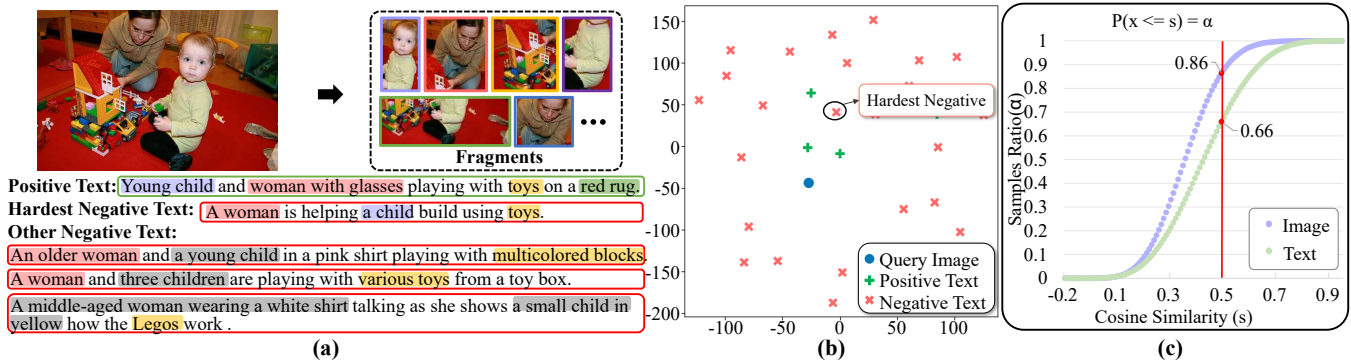 Fragments
Positive Text: Young child and woman with glasses playing with toys on a red rug.
Hardest Negative Text: A woman is helping a child build using toys.
Other Negative Text:
An older woman and a young child in a pink shirt playing with multicolored blocks.
A woman and three children are playing with various toys from a toy box.
A middle-aged woman wearing a white shirt talking as she shows a small child in
yellow how the Legos work .
(a)
150
100
50
0
-50
-100
-150
-200
-100
-50
0
50
100
Hardest Negative
Query Image
Positive Text
Negative Text
(b)
P(x <= s) = α
Samples Ratio(α)
1
0.9
0.8
0.7
0.6
0.5
0.4
0.3
0.2
0.1
0
0.86
0.66
Image
Text
-0.2
0.1
0.3
0.5
0.7
0.9
Cosine Similarity (s)
(c)